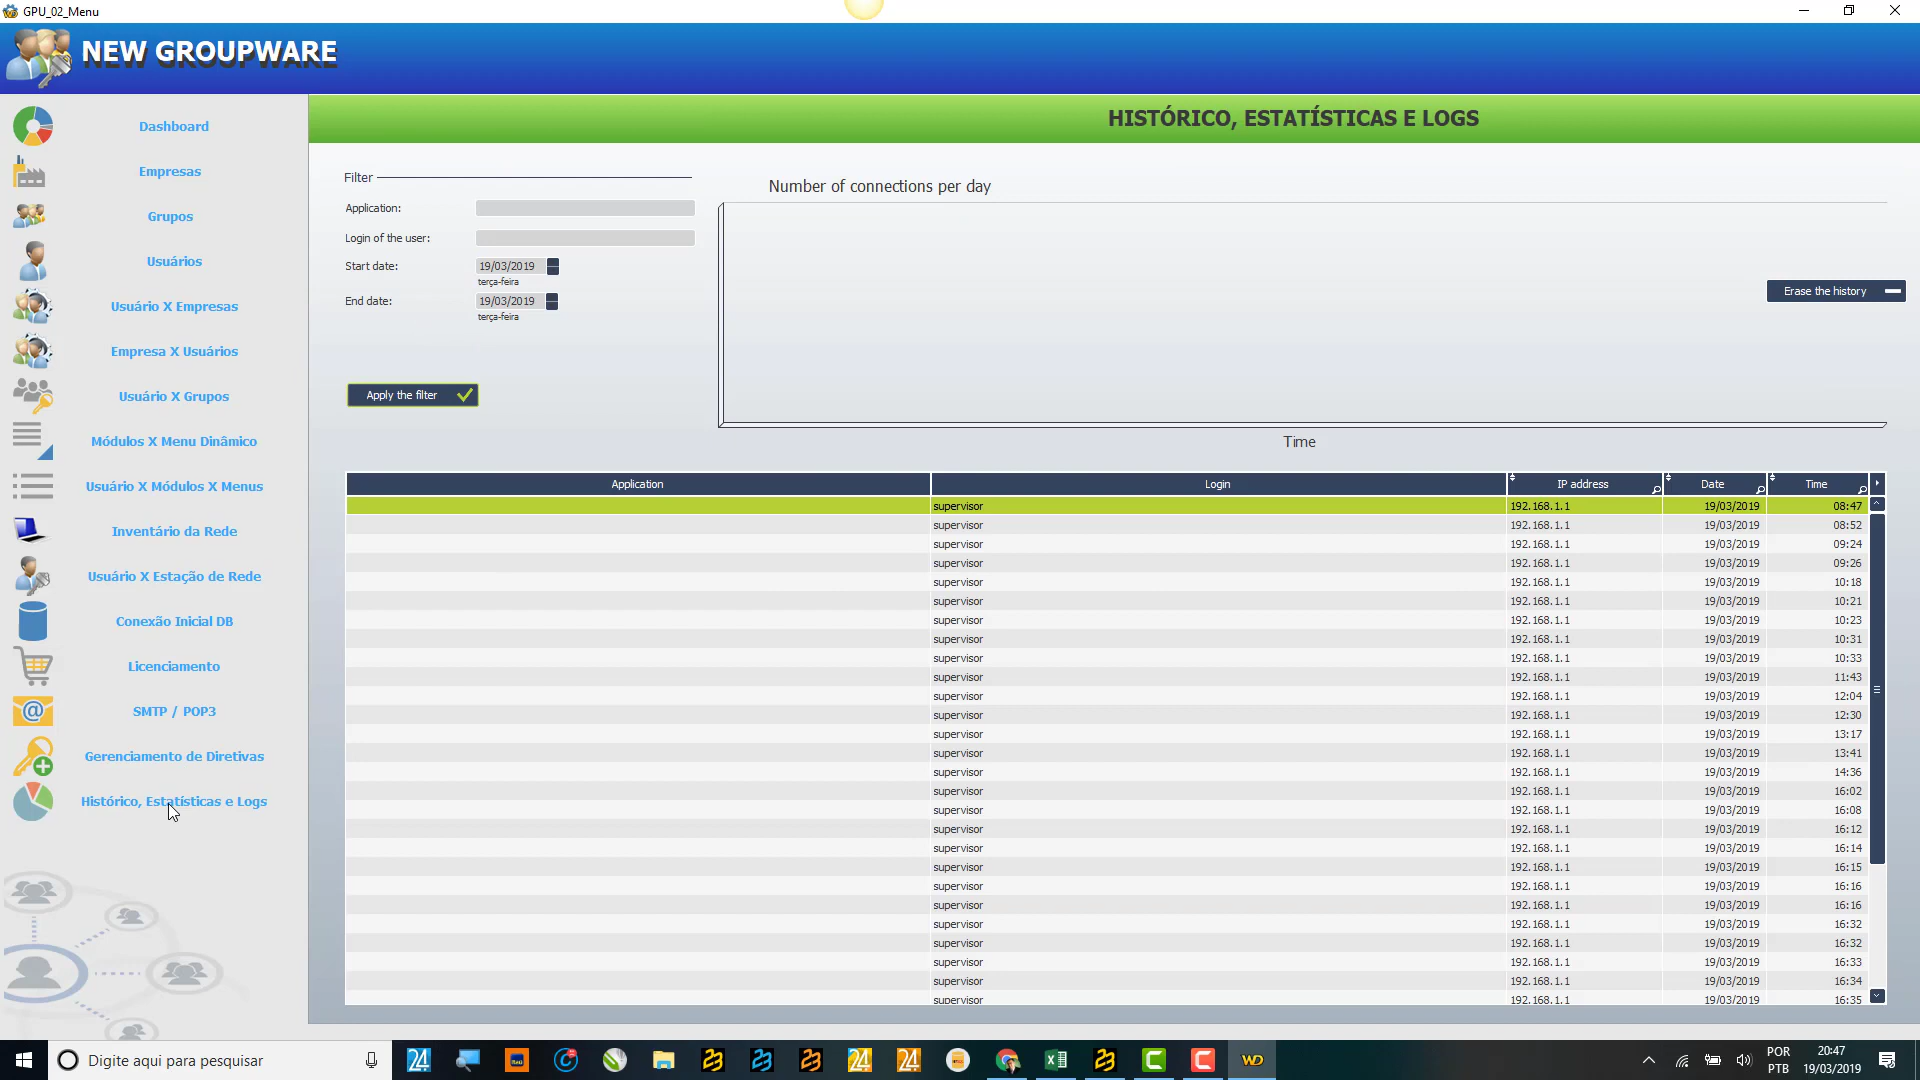 GPU_02_Menu
NEW GROUPWARE
HISTÓRICO, ESTATÍSTICAS E LOGS
Dashboard
Empresas
Grupos
Usuários
Usuário X Empresas
Empresa X Usuários
Usuário X Grupos
Módulos X Menu Dinâmico
Usuário X Módulos X Menus
Inventário da Rede
Usuário X Estação de Rede
Conexão Inicial DB
Licenciamento
SMTP / POP3
Gerenciamento de Diretivas
Histórico, Estatísticas e Logs
Filter
Application:
Login of the user:
Start date: 19/03/2019
terça-feira
End date: 19/03/2019
terça-feira
Apply the filter
Number of connections per day
Time
Erase the history
Application Login IP address Date Time
supervisor 192.168.1.1 19/03/2019 08:47
supervisor 192.168.1.1 19/03/2019 08:52
supervisor 192.168.1.1 19/03/2019 09:24
supervisor 192.168.1.1 19/03/2019 09:26
supervisor 192.168.1.1 19/03/2019 10:18
supervisor 192.168.1.1 19/03/2019 10:21
supervisor 192.168.1.1 19/03/2019 10:23
supervisor 192.168.1.1 19/03/2019 10:31
supervisor 192.168.1.1 19/03/2019 10:33
supervisor 192.168.1.1 19/03/2019 11:43
supervisor 192.168.1.1 19/03/2019 12:04
supervisor 192.168.1.1 19/03/2019 12:30
supervisor 192.168.1.1 19/03/2019 13:17
supervisor 192.168.1.1 19/03/2019 13:41
supervisor 192.168.1.1 19/03/2019 14:36
supervisor 192.168.1.1 19/03/2019 16:02
supervisor 192.168.1.1 19/03/2019 16:08
supervisor 192.168.1.1 19/03/2019 16:12
supervisor 192.168.1.1 19/03/2019 16:14
supervisor 192.168.1.1 19/03/2019 16:15
supervisor 192.168.1.1 19/03/2019 16:16
supervisor 192.168.1.1 19/03/2019 16:16
supervisor 192.168.1.1 19/03/2019 16:32
supervisor 192.168.1.1 19/03/2019 16:32
supervisor 192.168.1.1 19/03/2019 16:33
supervisor 192.168.1.1 19/03/2019 16:34
supervisor 192.168.1.1 19/03/2019 16:35
Digite aqui para pesquisar
24 23 23 23 24 24 23 WD
POR
PTB
20:47
19/03/2019